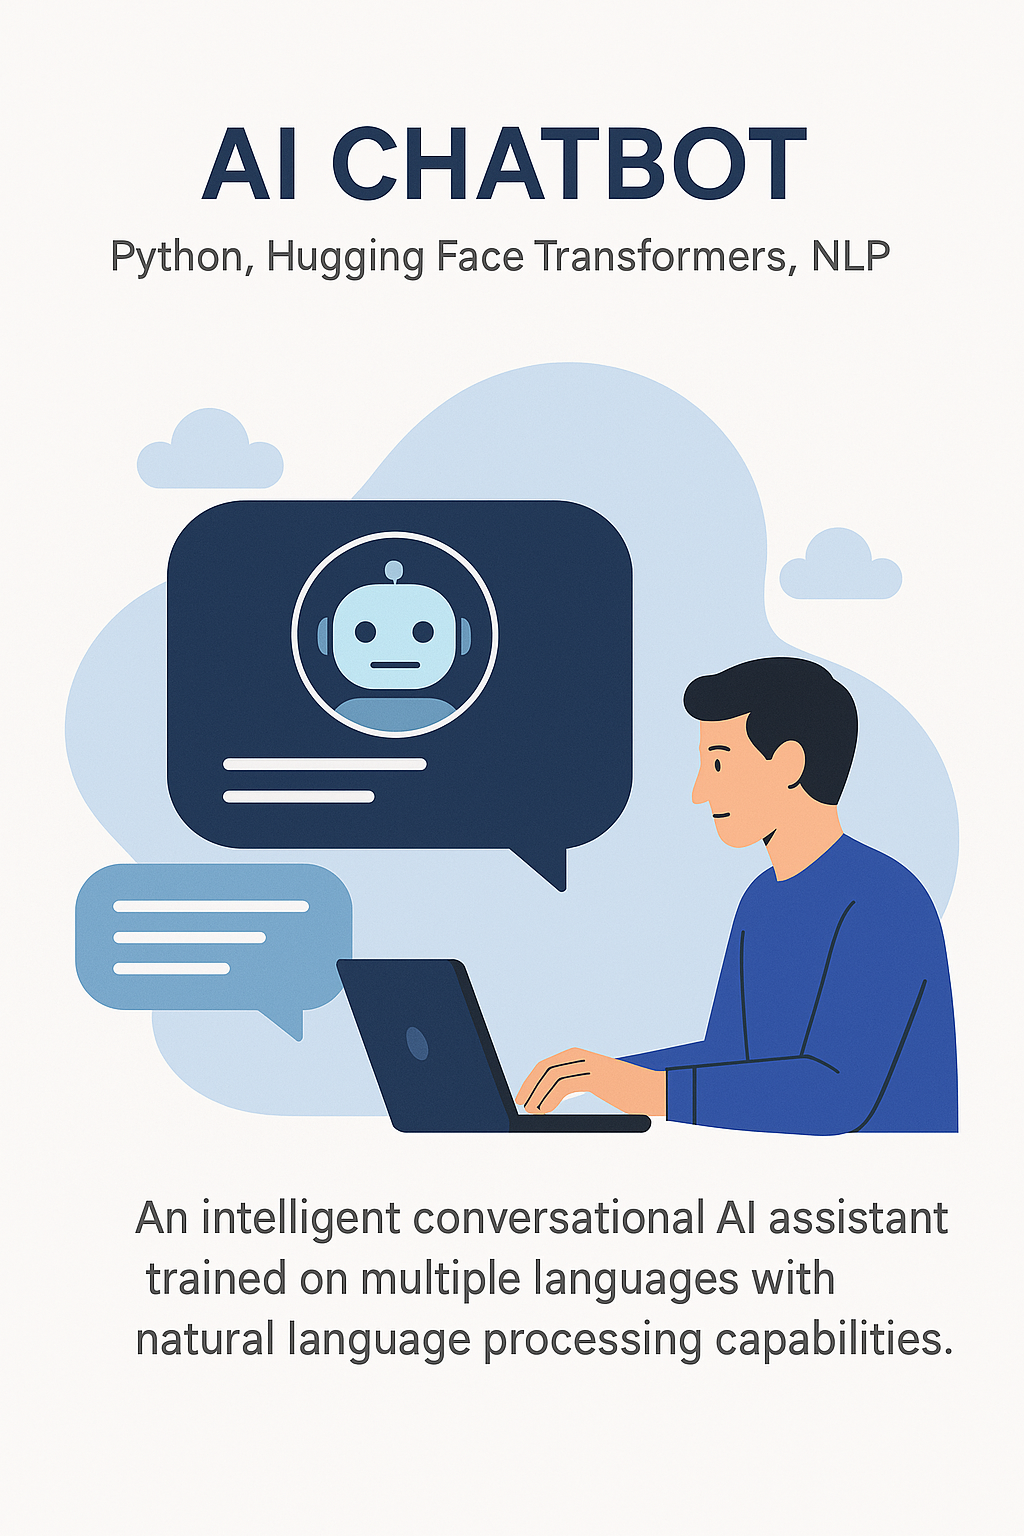 AI CHATBOT
Python, Hugging Face Transformers, NLP
An intelligent conversational AI assistant
trained on multiple languages with
natural language processing capabilities.